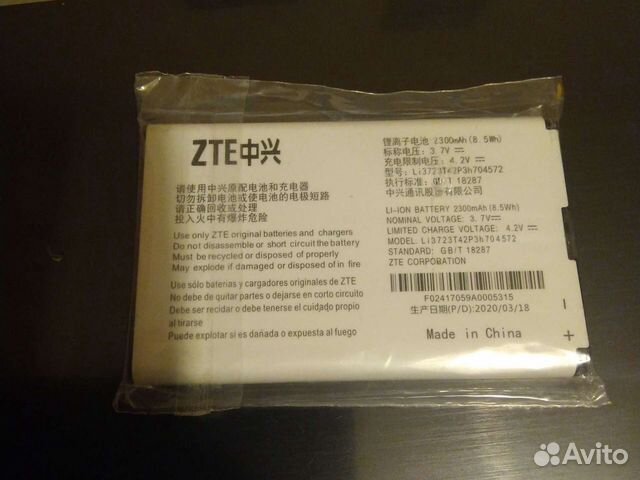 ZTE中兴
请使用中兴原配电池和充电器
切勿拆卸电池或使电池的电极短路
请正确回收或处理
投入火中有爆炸危险
Use only ZTE original batteries and chargers
Do not disassemble or short circuit the battery
Must be recycled or disposed of properly
May explode if damaged or disposed of in fire
Use sólo baterías y cargadores originales de ZTE
No debe de quitar partes o dejarse en corto circuito
Debe ser recidar o debe tenerse el cuidado propio
al tirarse
Puede explotar si es dañada o expuesta al fuego
锂离子电池 2300mAh(8.5Wh)
标称电压: 3.7V⎓
充电限制电压: 4.2V⎓
型号: Li3723T42P3h704572
执行标准: GB/T 18287
中兴通讯股份有限公司
LI-ION BATTERY 2300mAh(8.5Wh)
NOMINAL VOLTAGE: 3.7V⎓
LIMITED CHARGE VOLTAGE: 4.2V⎓
MODEL: Li3723T42P3h704572
STANDARD: GB/T 18287
ZTE CORPORATION
F02417059A0005315
生产日期(P/D):2020/03/18
Made in China
−
+
Avito